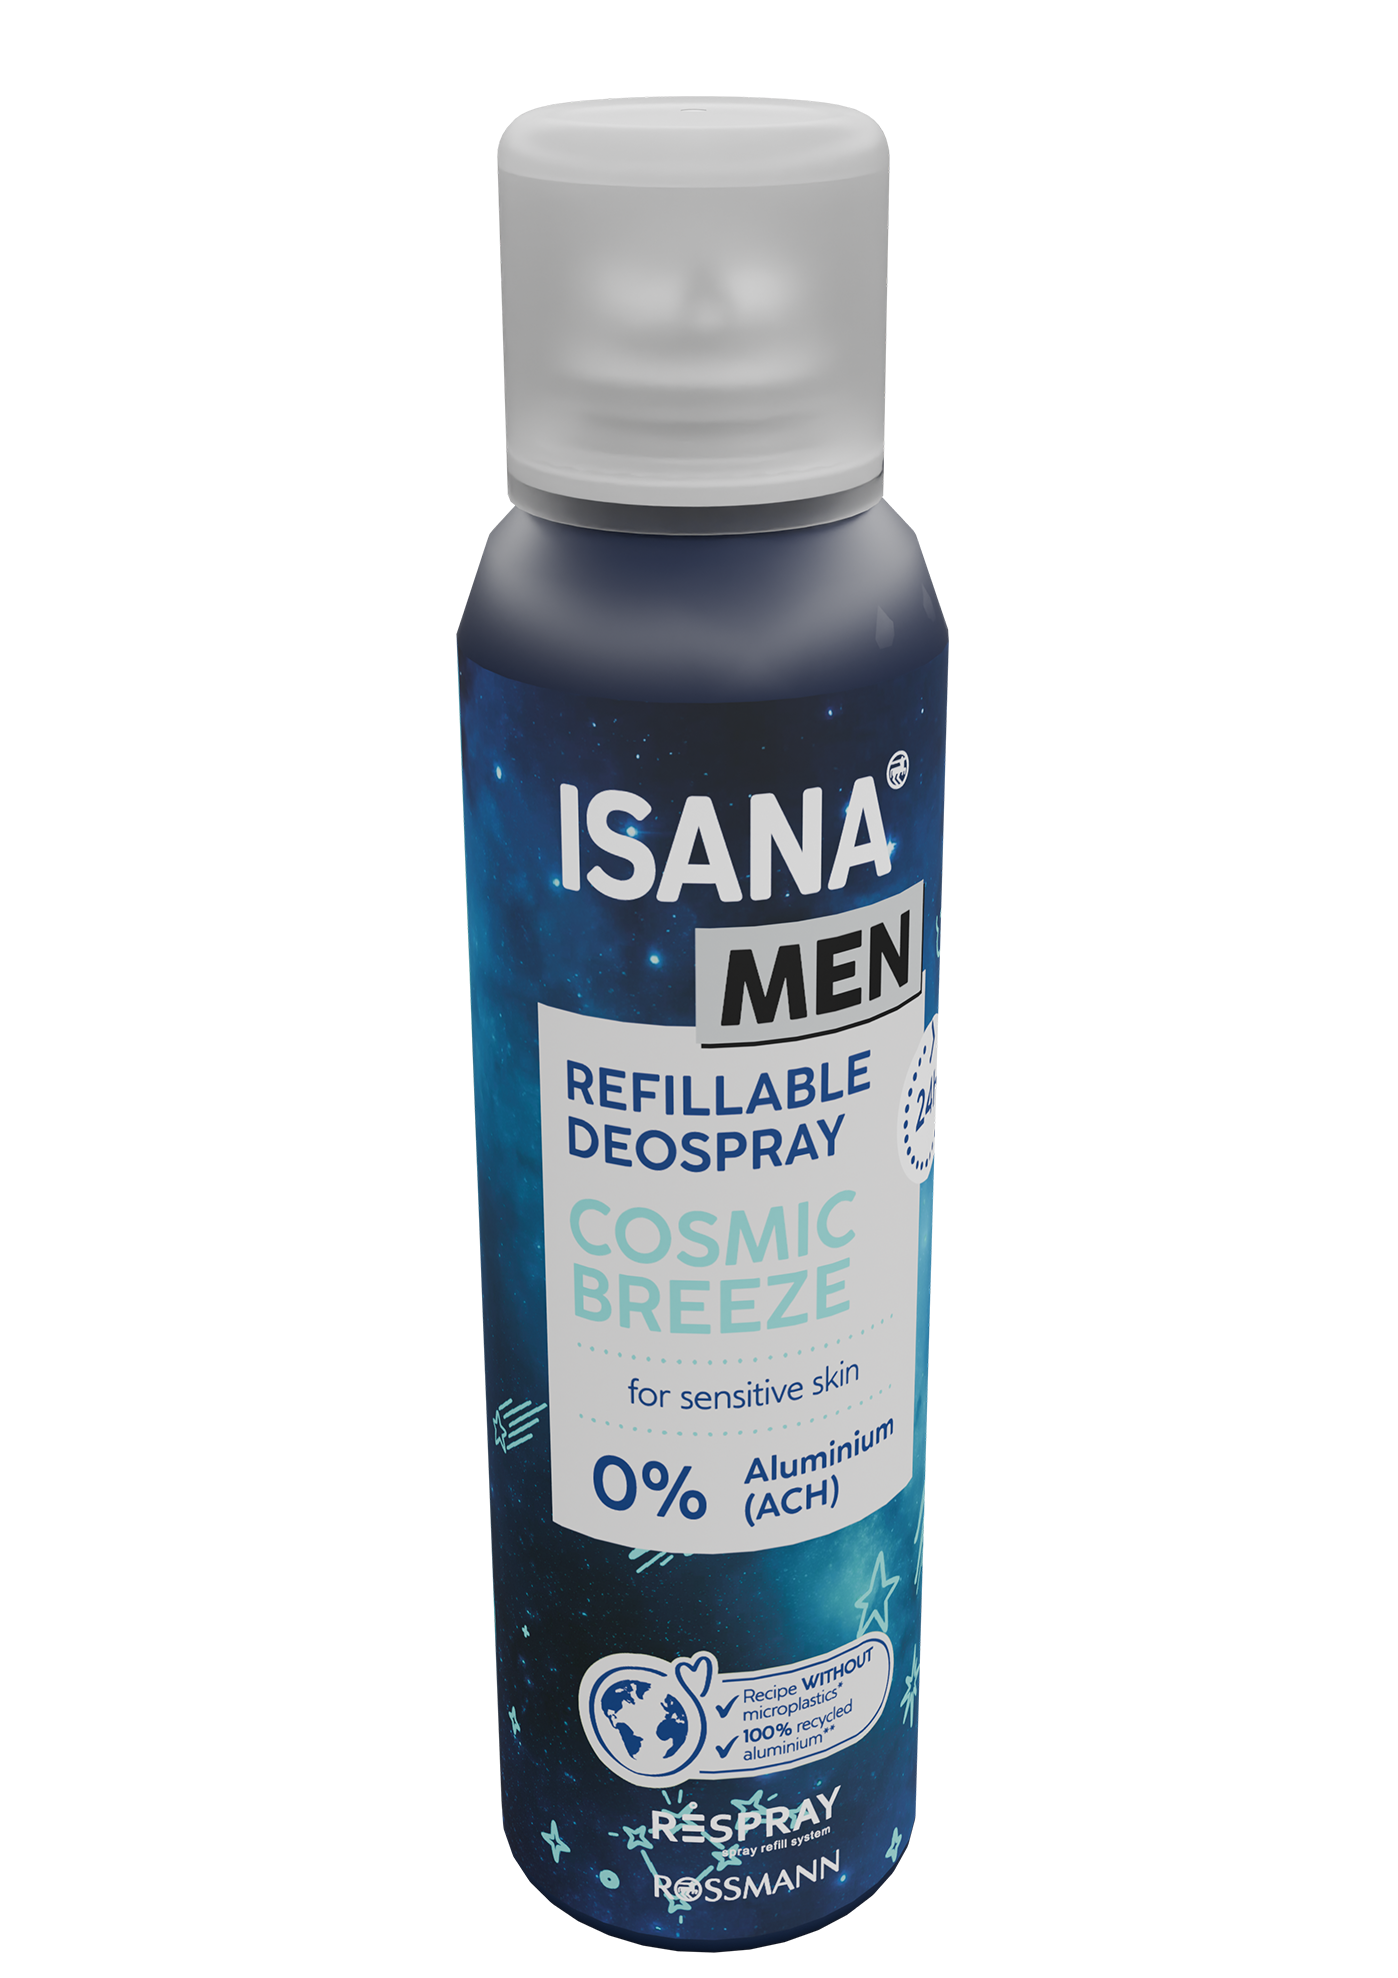 ISANA
MEN
REFILLABLE
DEOSPRAY
24h
COSMIC
BREEZE
for sensitive skin
0% Aluminium
(ACH)
Recipe WITHOUT
microplastics*
100% recycled
aluminium**
RESPRAY
spray refill system
ROSSMANN